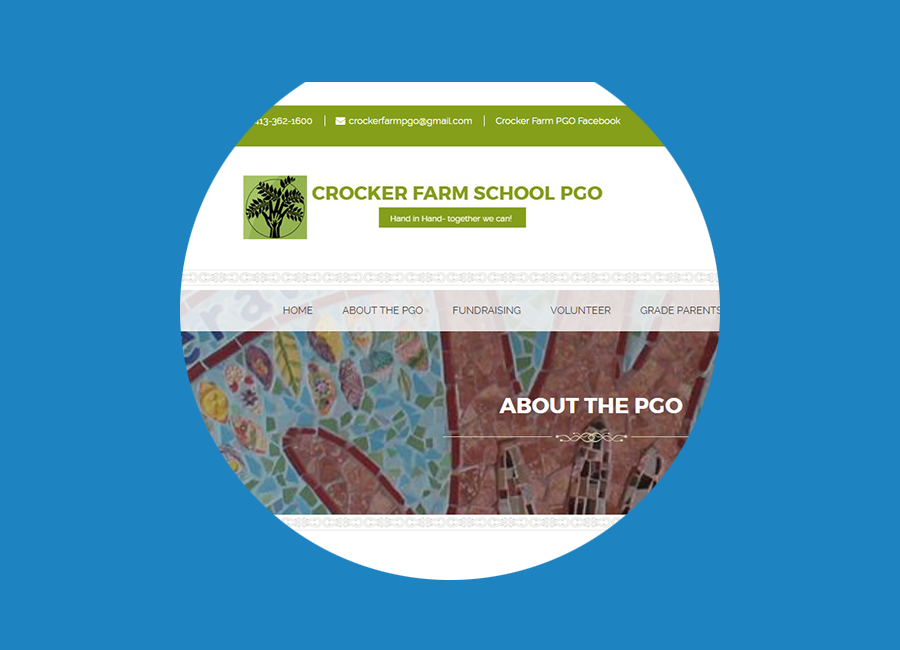 413-362-1600 crockerfarmpgo@gmail.com Crocker Farm PGO Facebook
CROCKER FARM SCHOOL PGO
Hand in Hand- together we can!
HOME ABOUT THE PGO FUNDRAISING VOLUNTEER GRADE PARENTS
ABOUT THE PGO